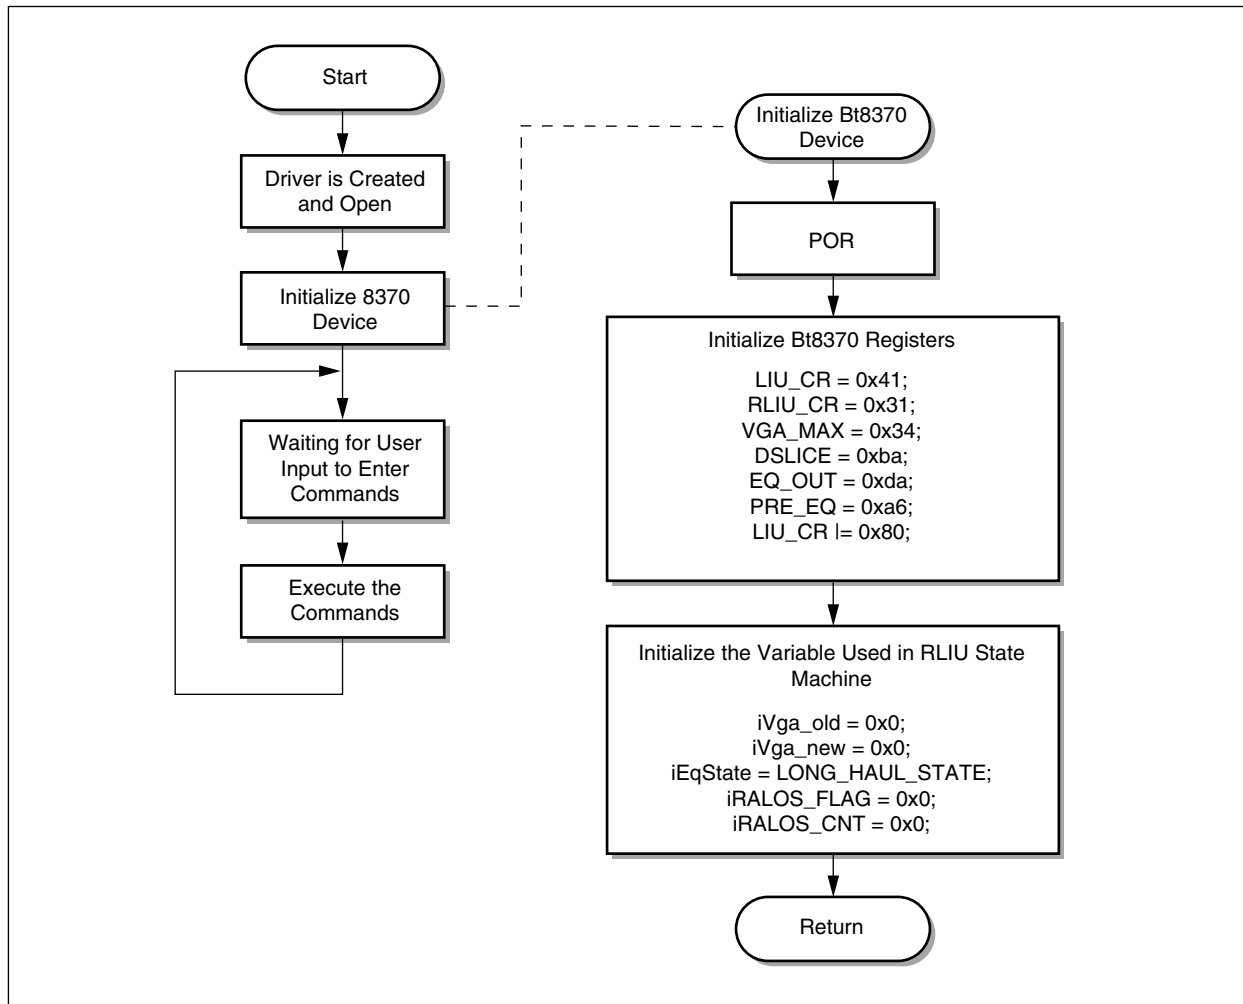 Start
Driver is Created
and Open
Initialize 8370
Device
Waiting for User
Input to Enter
Commands
Execute the
Commands
Initialize Bt8370
Device
POR
Initialize Bt8370 Registers
LIU_CR = 0x41;
RLIU_CR = 0x31;
VGA_MAX = 0x34;
DSLICE = 0xba;
EQ_OUT = 0xda;
PRE_EQ = 0xa6;
LIU_CR |= 0x80;
Initialize the Variable Used in RLIU State
Machine
iVga_old = 0x0;
iVga_new = 0x0;
iEqState = LONG_HAUL_STATE;
iRALOS_FLAG = 0x0;
iRALOS_CNT = 0x0;
Return